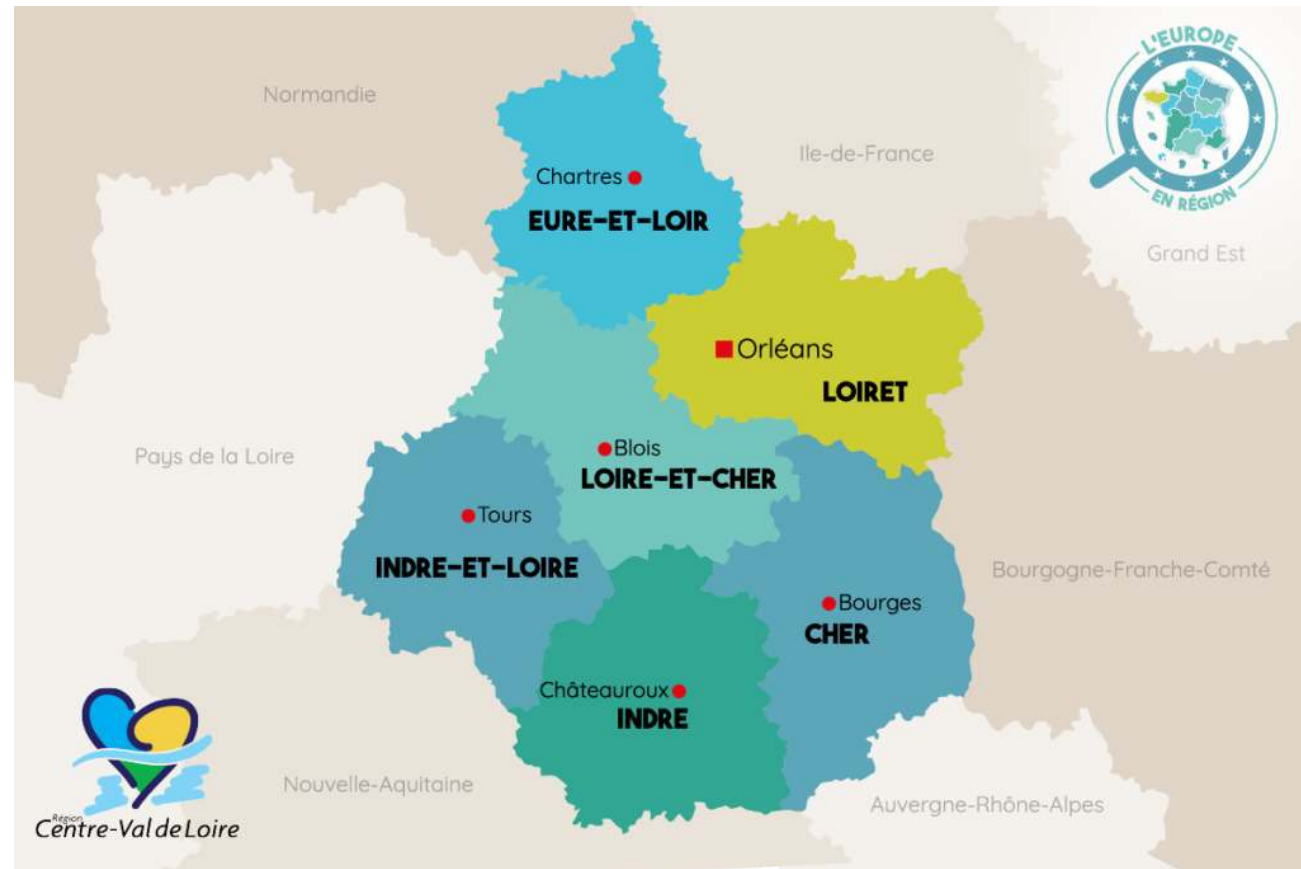 L'EUROPE
EN RÉGION
Normandie
Ile-de-France
Chartres
EURE-ET-LOIR
Grand Est
Orléans
LOIRET
Pays de la Loire
Blois
LOIRE-ET-CHER
Tours
INDRE-ET-LOIRE
Bourgogne-Franche-Comté
Bourges
CHER
Châteauroux
INDRE
Nouvelle-Aquitaine
Auvergne-Rhône-Alpes
Région
Centre-Val de Loire